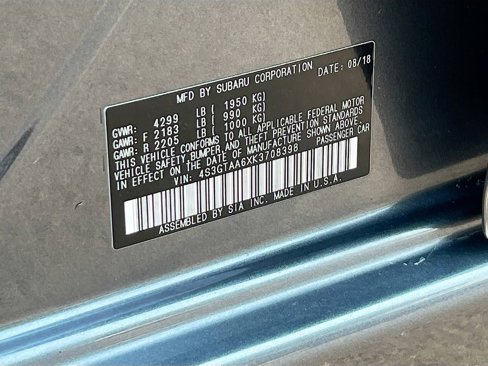 MFD BY SUBARU CORPORATION DATE: 08/18
GVWR: 4299 LB [ 1950 KG]
GAWR: F 2183 LB [ 990 KG]
GAWR: R 2205 LB [ 1000 KG]
THIS VEHICLE CONFORMS TO ALL APPLICABLE FEDERAL MOTOR
VEHICLE SAFETY,BUMPER AND THEFT PREVENTION STANDARDS
IN EFFECT ON THE DATE OF MANUFACTURE SHOWN ABOVE.
VIN: 4S3GTAA6XK3708398 PASSENGER CAR
ASSEMBLED BY SIA INC. MADE IN U.S.A.